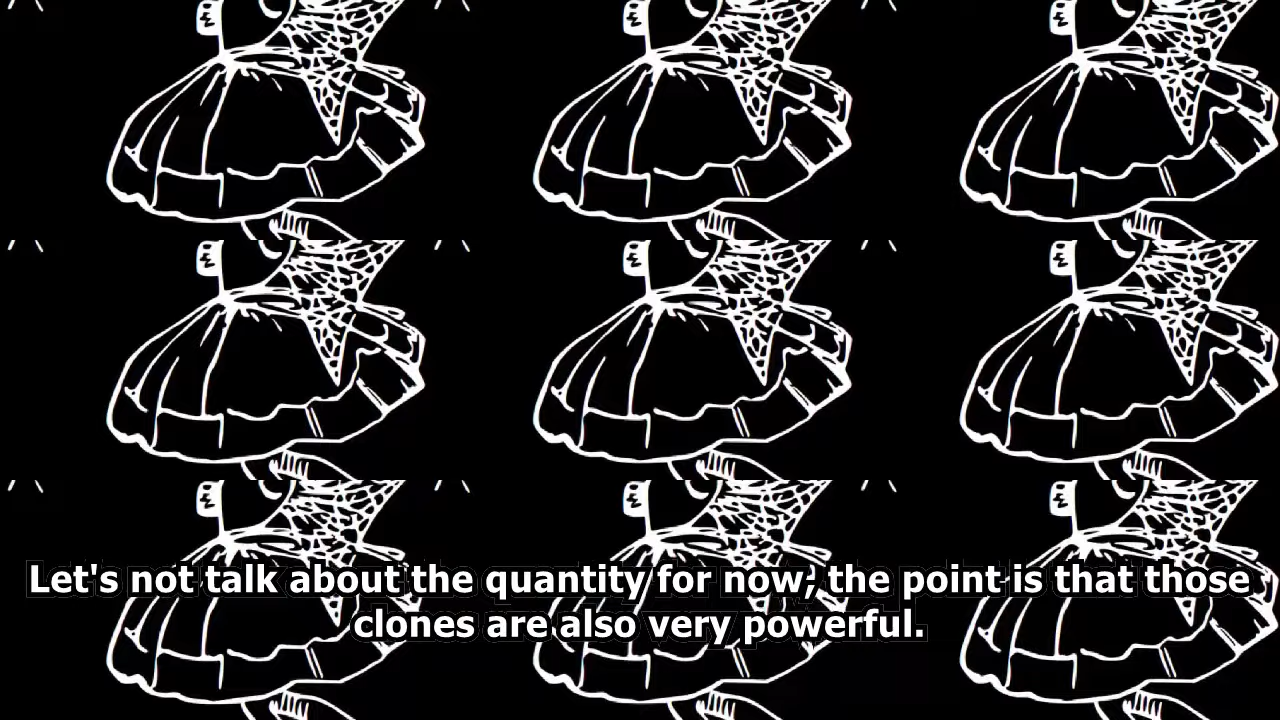 Let's not talk about the quantity for now; the point is that those
clones are also very powerful.